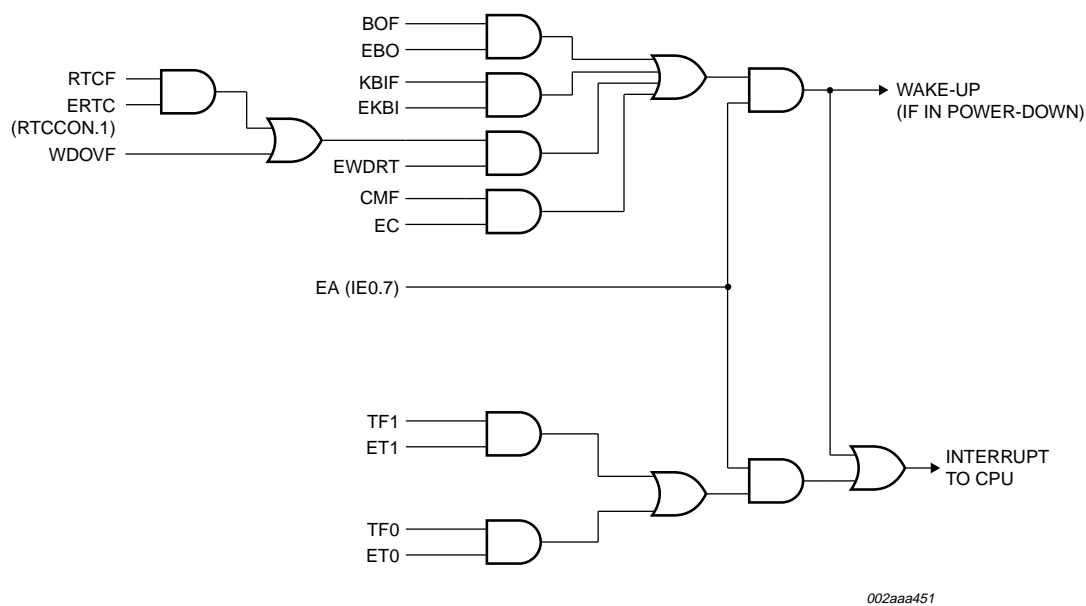 BOF
EBO
RTCF
KBIF
ERTC
EKBI
(RTCCON.1)
WDOVF
EWDRT
CMF
EC
WAKE-UP
(IF IN POWER-DOWN)
EA (IE0.7)
TF1
ET1
INTERRUPT
TO CPU
TF0
ET0
002aaa451